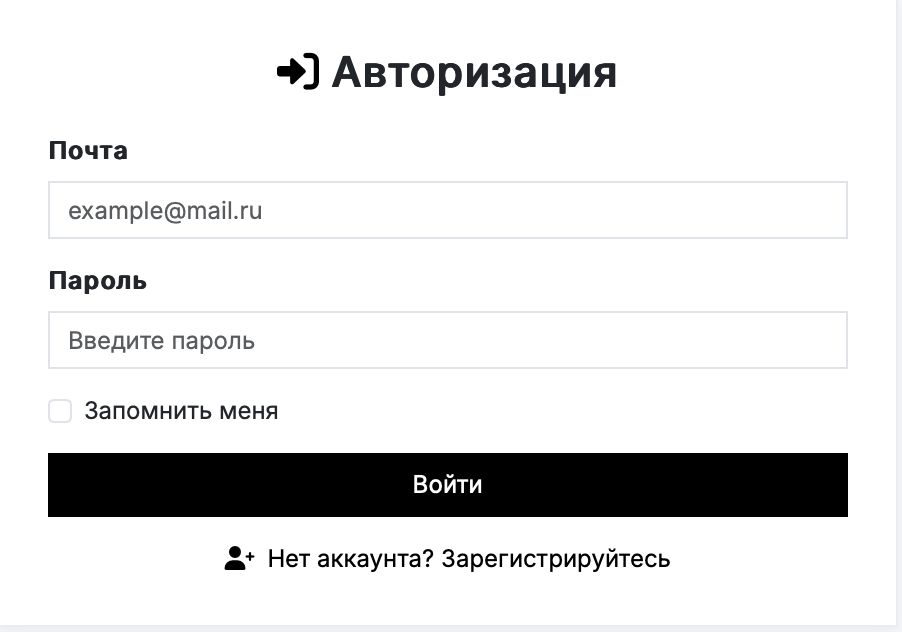 Авторизация
Почта
example@mail.ru
Пароль
Введите пароль
Запомнить меня
Войти
Нет аккаунта? Зарегистрируйтесь